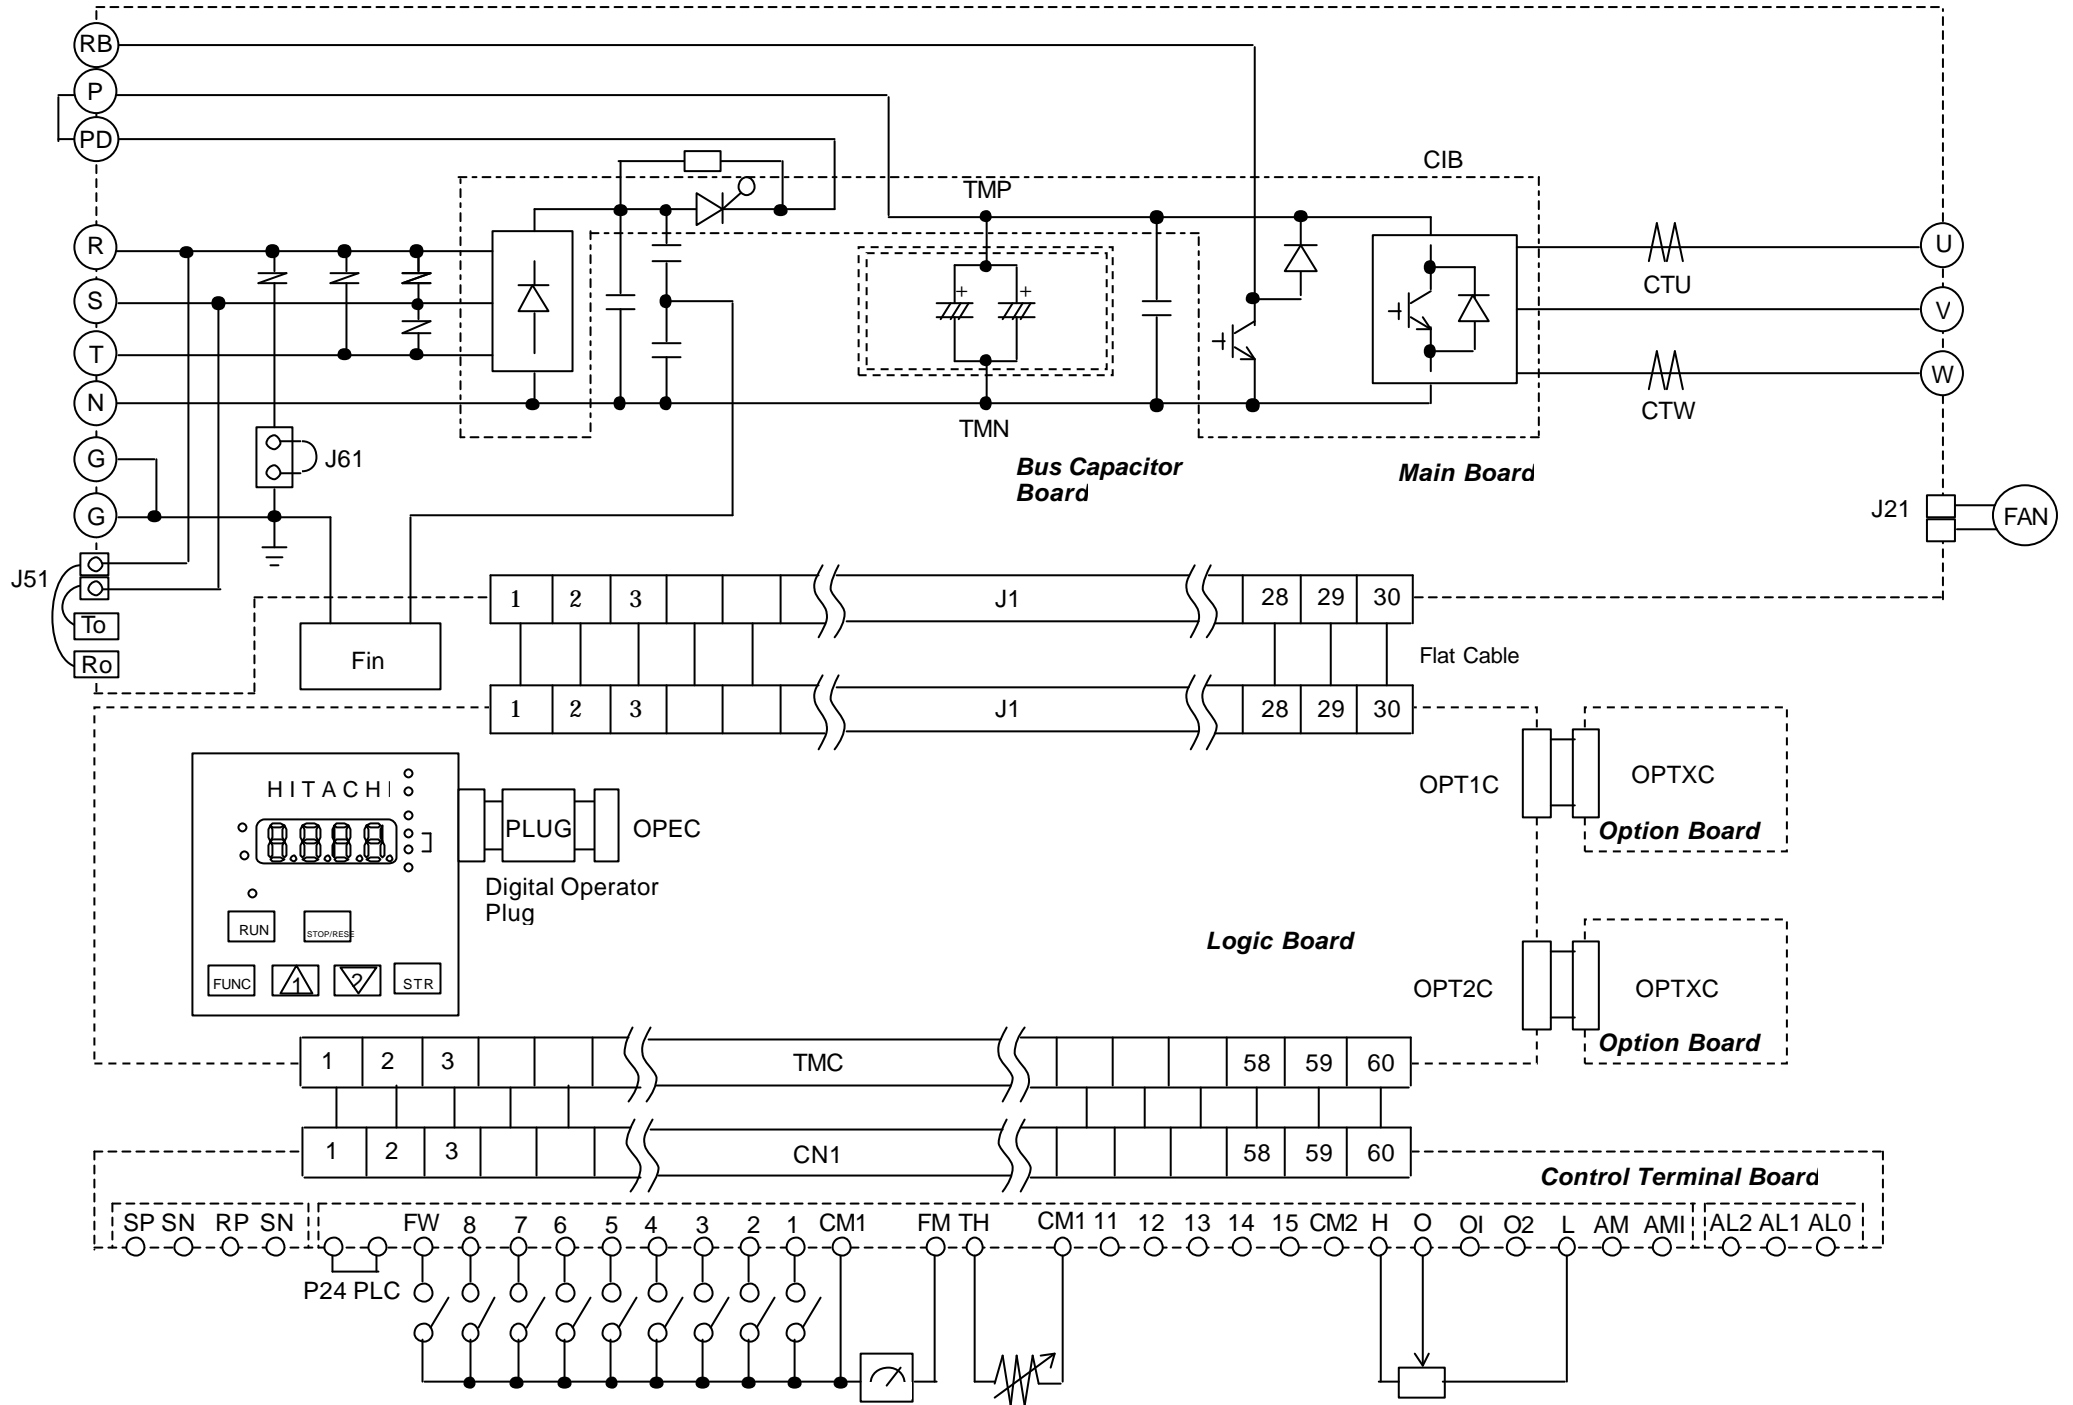 RB
P
PD
CIB
TMP
R
U
S
CTU
V
T
W
N
CTW
TMN
G
J61
Bus Capacitor
Board
Main Board
G
J21
FAN
J51
1 2 3 J1 28 29 30
To
Ro
Fin
Flat Cable
1 2 3 J1 28 29 30
HITACHI
OPT1C
OPTXC
8.8.8.8.
PLUG
OPEC
Option Board
Digital Operator
Plug
RUN
STOP/RESE
Logic Board
FUNC
1
2
STR
OPT2C
OPTXC
Option Board
1 2 3 TMC 58 59 60
1 2 3 CN1 58 59 60
Control Terminal Board
SP SN RP SN FW 8 7 6 5 4 3 2 1 CM1 FM TH CM1 11 12 13 14 15 CM2 H O OI O2 L AM AMI AL2 AL1 AL0
P24 PLC